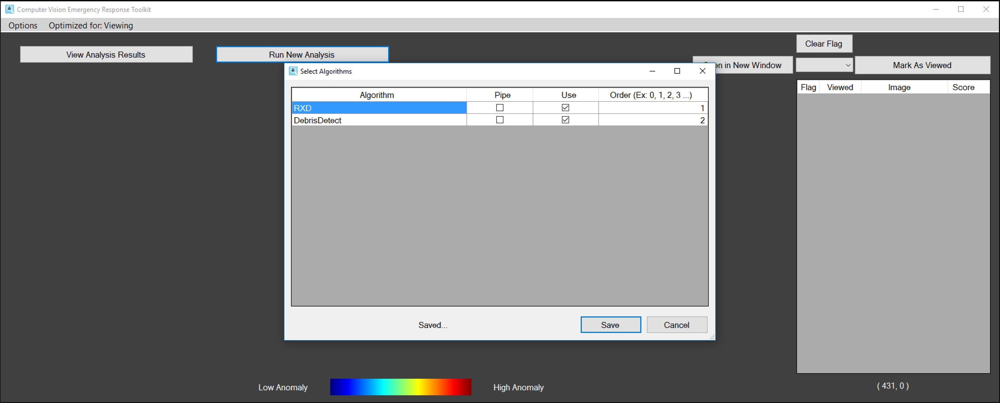 Computer Vision Emergency Response Toolkit
Options Optimized for: Viewing
Clear Flag
View Analysis Results Run New Analysis
in New Window Mark As Viewed
Select Algorithms
Flag Viewed Image Score
Algorithm Pipe Use Order (Ex: 0, 1, 2, 3 ...)
RXD 1
DebrisDetect 2
Saved... Save Cancel
Low Anomaly High Anomaly
( 431, 0 )